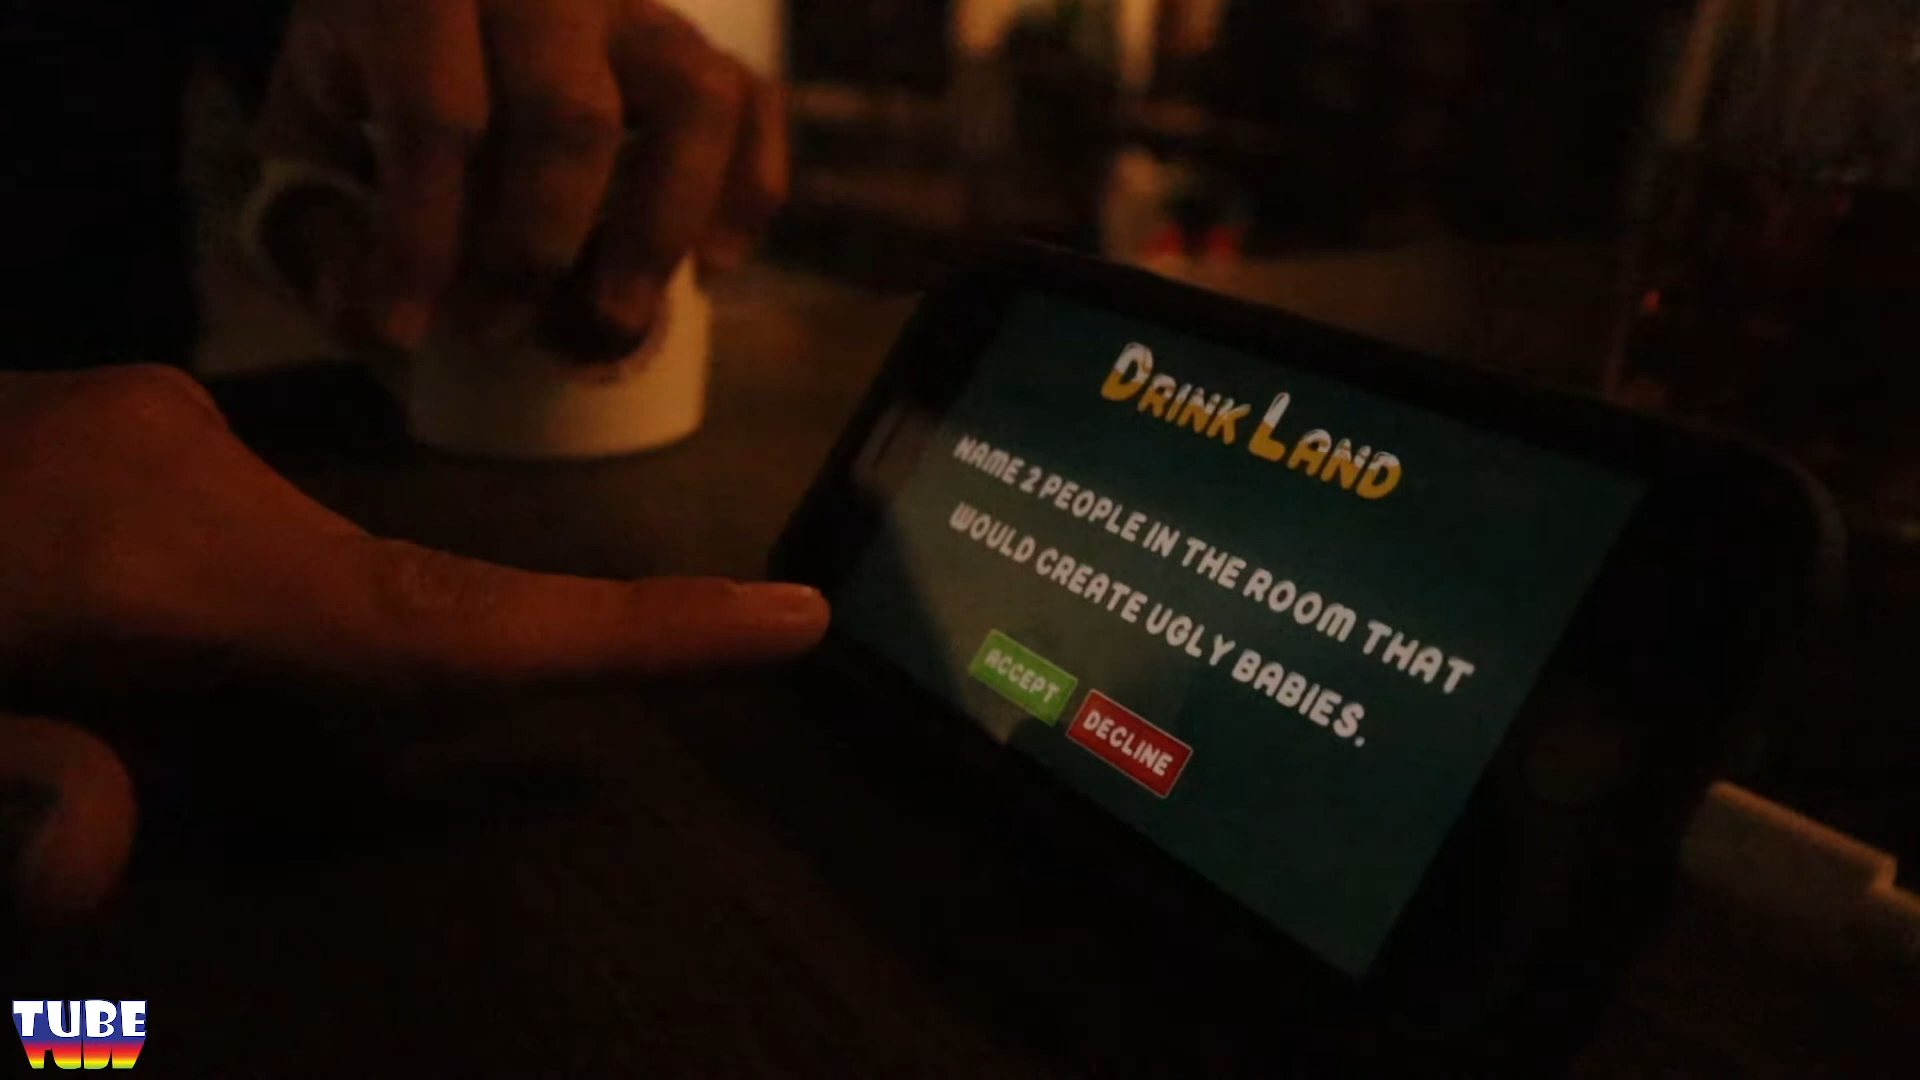 DRINK LAND
NAME 2 PEOPLE IN THE ROOM THAT
WOULD CREATE UGLY BABIES.
ACCEPT
DECLINE
TUBE